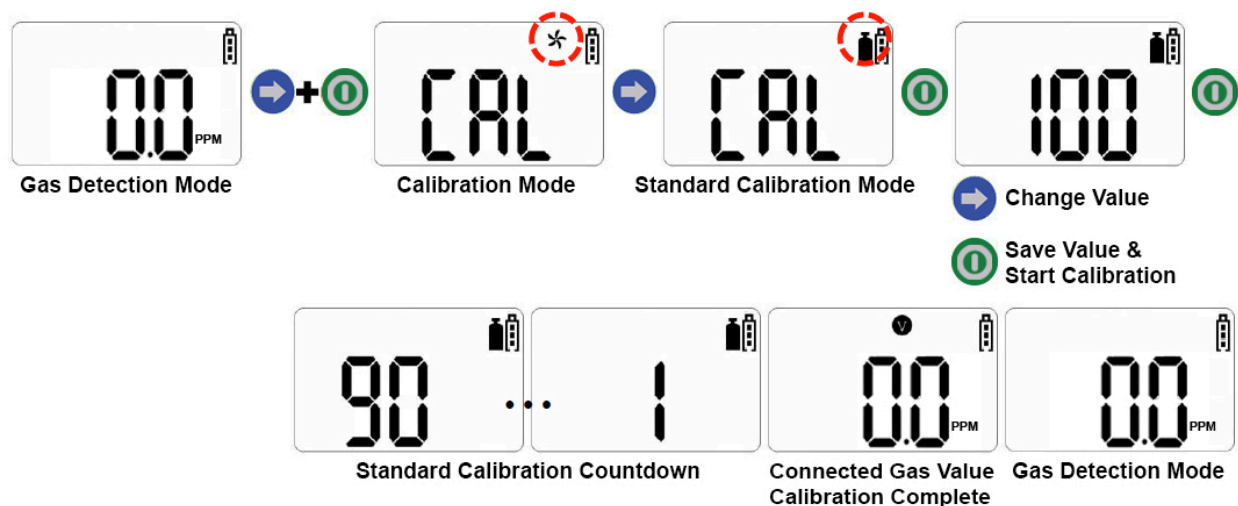 0.0 PPM
CAL
CAL
100
Gas Detection Mode
Calibration Mode
Standard Calibration Mode
Change Value
Save Value &
Start Calibration
90
...
1
V
0.0 PPM
0.0 PPM
Standard Calibration Countdown
Connected Gas Value
Calibration Complete
Gas Detection Mode